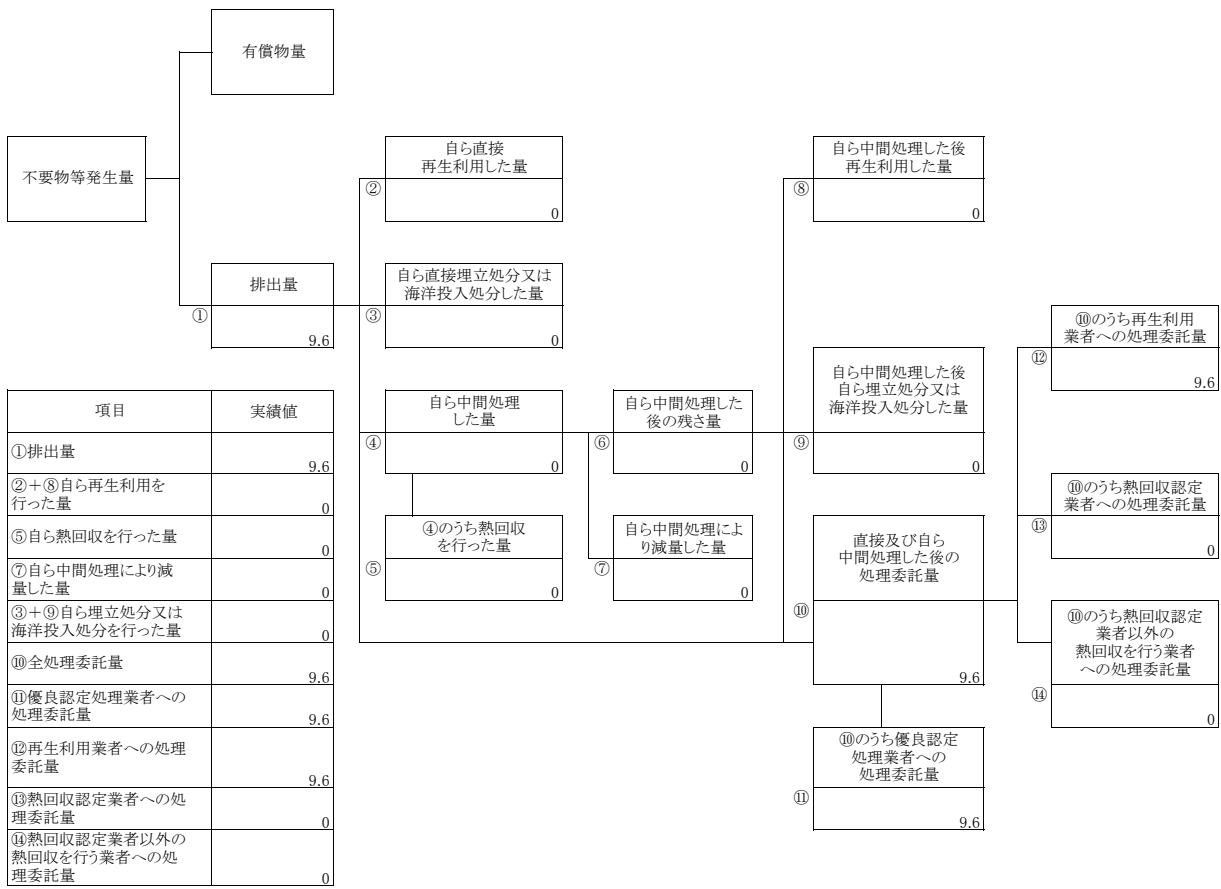 有償物量
不要物等発生量
自ら直接
再生利用した量
②
0
自ら中間処理した後
再生利用した量
⑧
0
排出量
①
9.6
自ら直接埋立処分又は
海洋投入処分した量
③
0
⑩のうち再生利用
業者への処理委託量
⑫
9.6
自ら中間処理
した量
④
0
自ら中間処理した
後の残さ量
⑥
0
自ら中間処理した後
自ら埋立処分又は
海洋投入処分した量
⑨
0
④のうち熱回収
を行った量
⑤
0
自ら中間処理によ
り減量した量
⑦
0
直接及び自ら
中間処理した後の
処理委託量
⑩
9.6
⑩のうち熱回収認定
業者への処理委託量
⑬
0
⑩のうち熱回収認定
業者以外の
熱回収を行う業者
への処理委託量
⑭
0
⑩のうち優良認定
処理業者への
処理委託量
⑪
9.6
項目 実績値
①排出量
9.6
②+⑧自ら再生利用を
行った量
0
⑤自ら熱回収を行った量
0
⑦自ら中間処理により減
量した量
0
③+⑨自ら埋立処分又は
海洋投入処分を行った量
0
⑩全処理委託量
9.6
⑪優良認定処理業者への
処理委託量
9.6
⑫再生利用業者への処理
委託量
9.6
⑬熱回収認定業者への処
理委託量
0
⑭熱回収認定業者以外の
熱回収を行う業者への処
理委託量
0